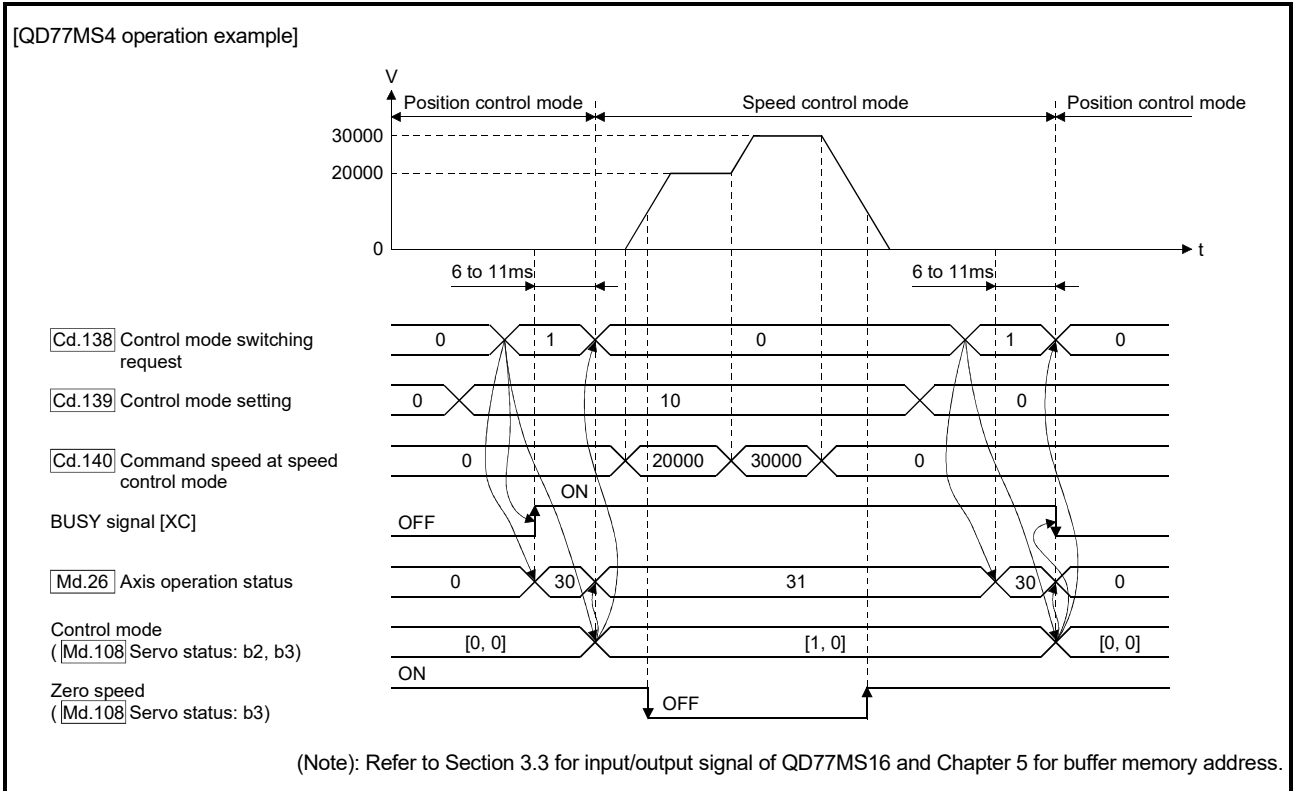 [QD77MS4 operation example]
V
Position control mode
Speed control mode
Position control mode
30000
20000
0
t
6 to 11ms
6 to 11ms
Cd.138 Control mode switching
request
0
1
0
1
0
Cd.139 Control mode setting
0
10
0
Cd.140 Command speed at speed
control mode
0
20000
30000
0
BUSY signal [XC]
OFF
ON
Md.26 Axis operation status
0
30
31
30
0
Control mode
( Md.108 Servo status: b2, b3)
[0, 0]
[1, 0]
[0, 0]
Zero speed
( Md.108 Servo status: b3)
ON
OFF
(Note): Refer to Section 3.3 for input/output signal of QD77MS16 and Chapter 5 for buffer memory address.